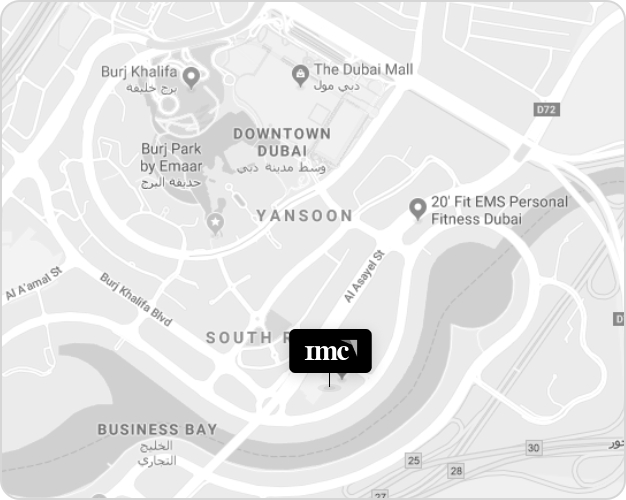 Burj Khalifa
برج خليفة
The Dubai Mall
دبي مول
D72
DOWNTOWN
DUBAI
وسط مدينة دبي
Burj Park
by Emaar
حديقة البرج
YANSOON
20' Fit EMS Personal
Fitness Dubai
Al A'amal St
Burj Khalifa Blvd
Al Asayel St
D
SOUTH R
imc
BUSINESS BAY
الخليج
التجاري
30
25
28
27
خور